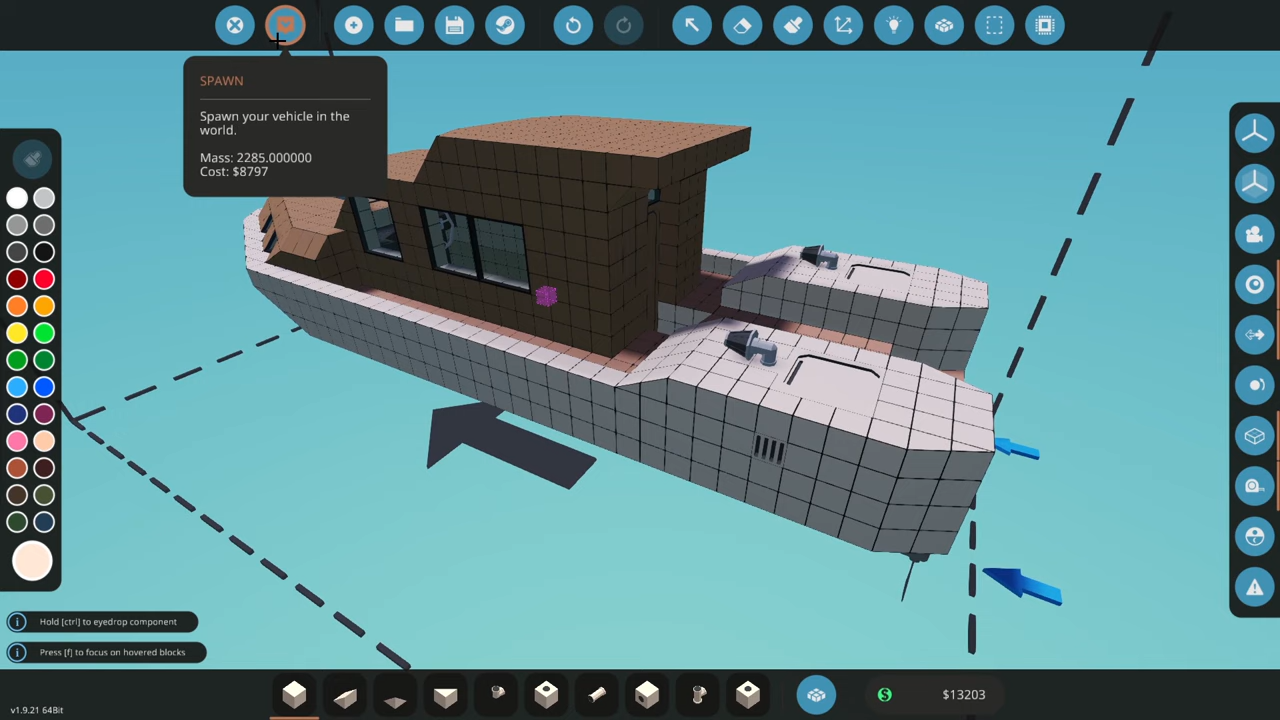 SPAWN
Spawn your vehicle in the
world.
Mass: 2285.000000
Cost: $8797
Hold [ctrl] to eyedrop component
Press [f] to focus on hovered blocks
v1.9.21 64Bit
$ $13203